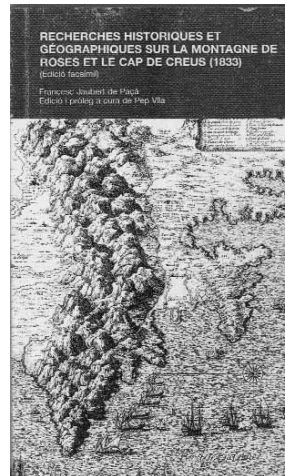 RECHERCHES HISTORIQUES ET
GÉOGRAPHIQUES SUR LA MONTAGNE DE
ROSES ET LE CAP DE CREUS (1833)
(Edició facsímil)
Francesc Jaubert de Paçà
Edició i pròleg a cura de Pep Vila